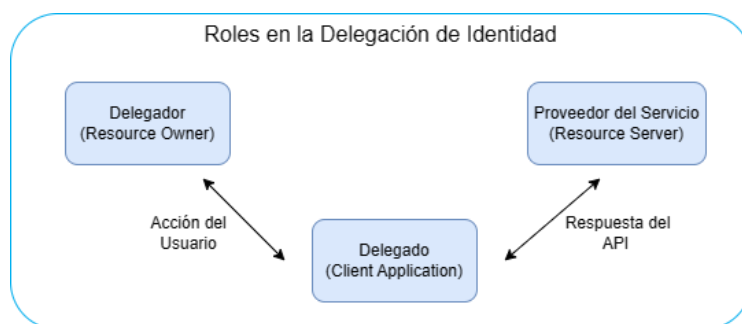 Roles en la Delegación de Identidad
Delegador
(Resource Owner)
Proveedor del Servicio
(Resource Server)
Acción del
Usuario
Respuesta del
API
Delegado
(Client Application)